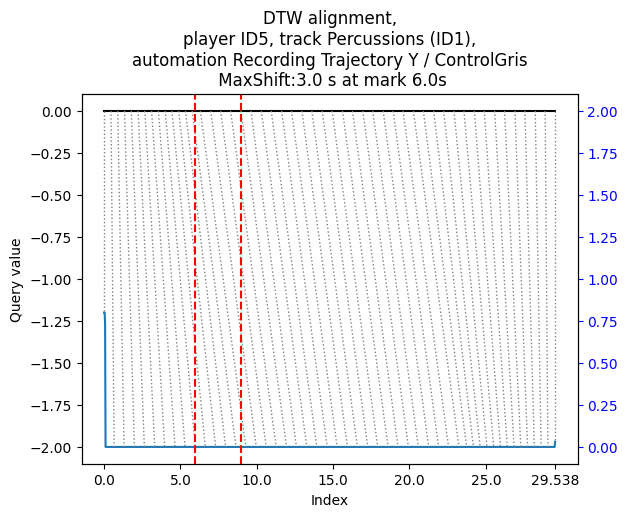 DTW alignment,
player ID5, track Percussions (ID1),
automation Recording Trajectory Y / ControlGris
MaxShift:3.0 s at mark 6.0s
0.00
−0.25
−0.50
−0.75
−1.00
−1.25
−1.50
−1.75
−2.00
Query value
2.00
1.75
1.50
1.25
1.00
0.75
0.50
0.25
0.00
0.0 5.0 10.0 15.0 20.0 25.0 29.538
Index